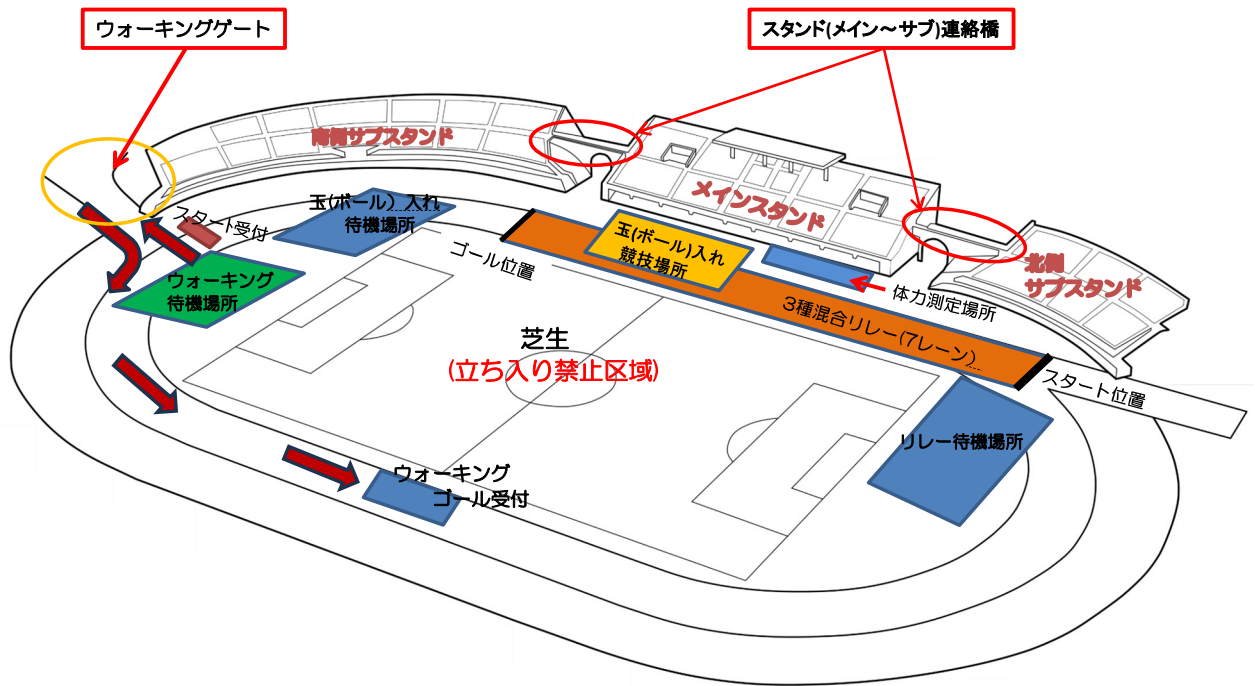 ウォーキングゲート
スタンド(メイン～サブ)連絡橋
南側サブスタンド
メインスタンド
北側
サブスタンド
スタート受付
玉(ボール）入れ
待機場所
ウォーキング
待機場所
ゴール位置
玉(ボール)入れ
競技場所
体力測定場所
3種混合リレー(7レーン)
スタート位置
芝生
(立ち入り禁止区域)
リレー待機場所
ウォーキング
ゴール受付